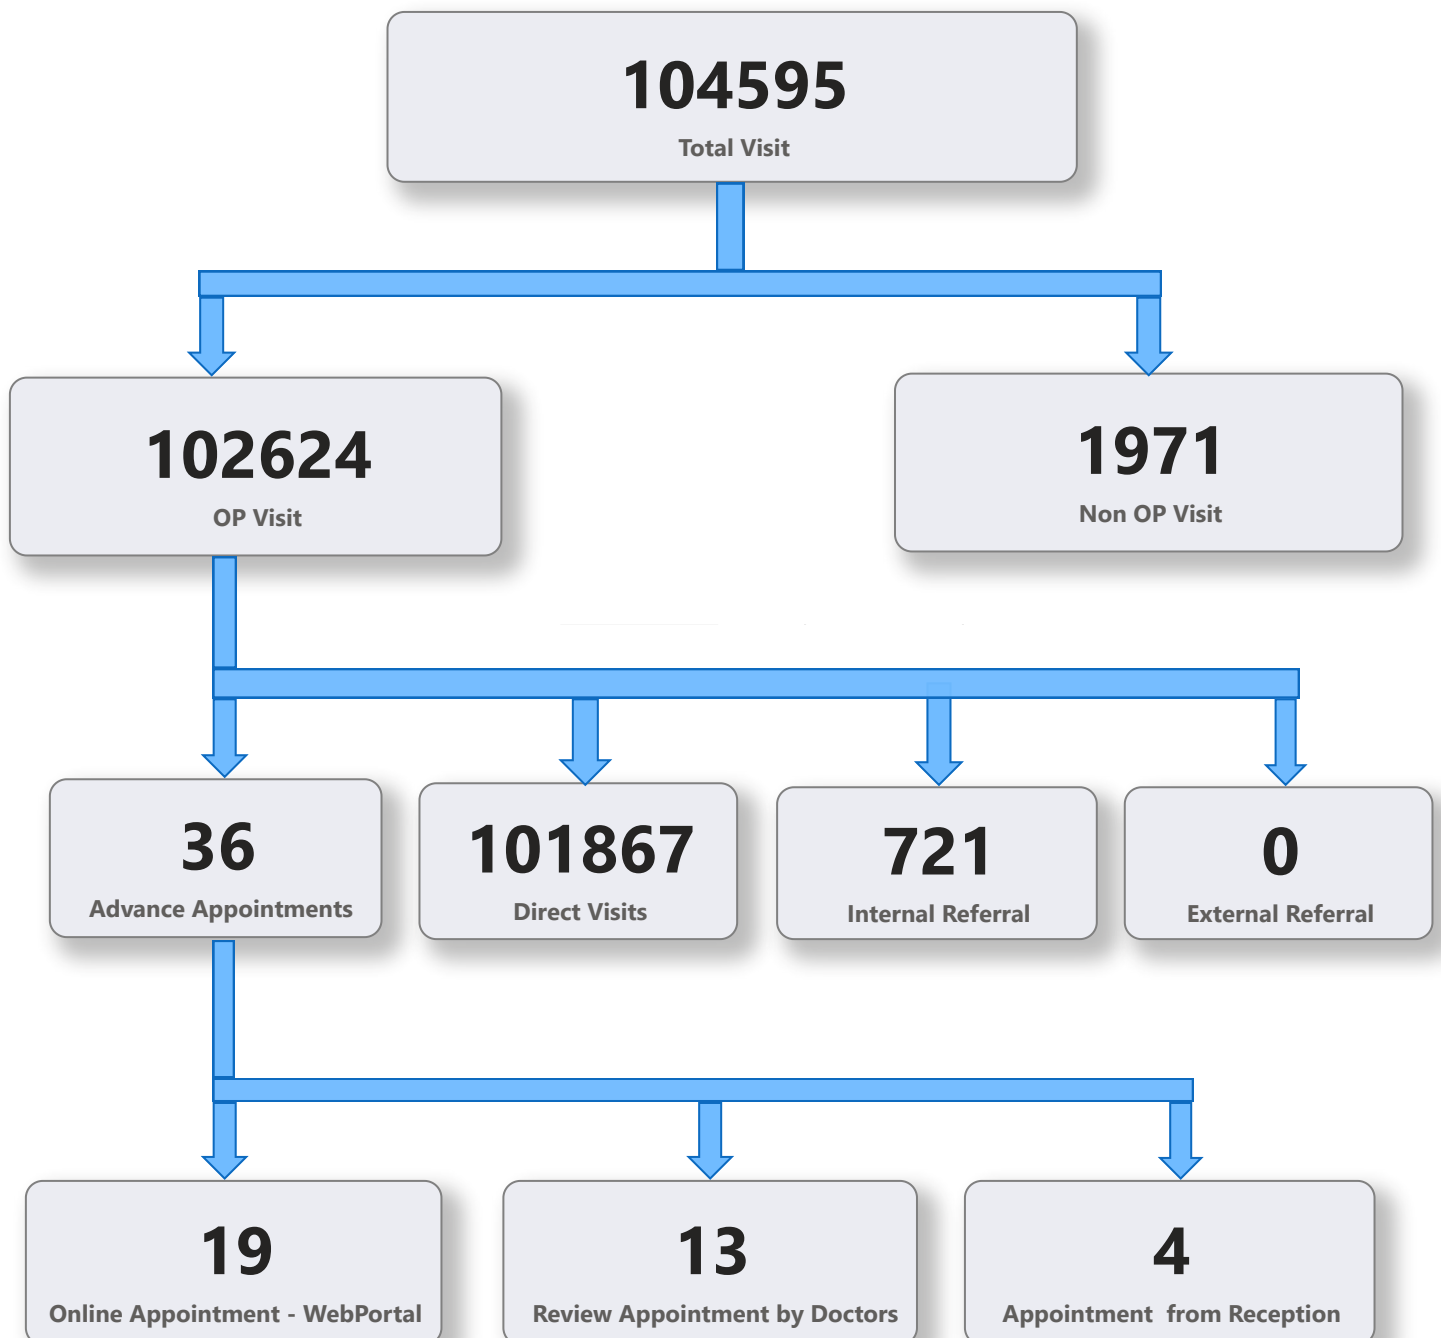 104595
Total Visit
102624
OP Visit
1971
Non OP Visit
36
Advance Appointments
101867
Direct Visits
721
Internal Referral
0
External Referral
19
Online Appointment - WebPortal
13
Review Appointment by Doctors
4
Appointment  from Reception